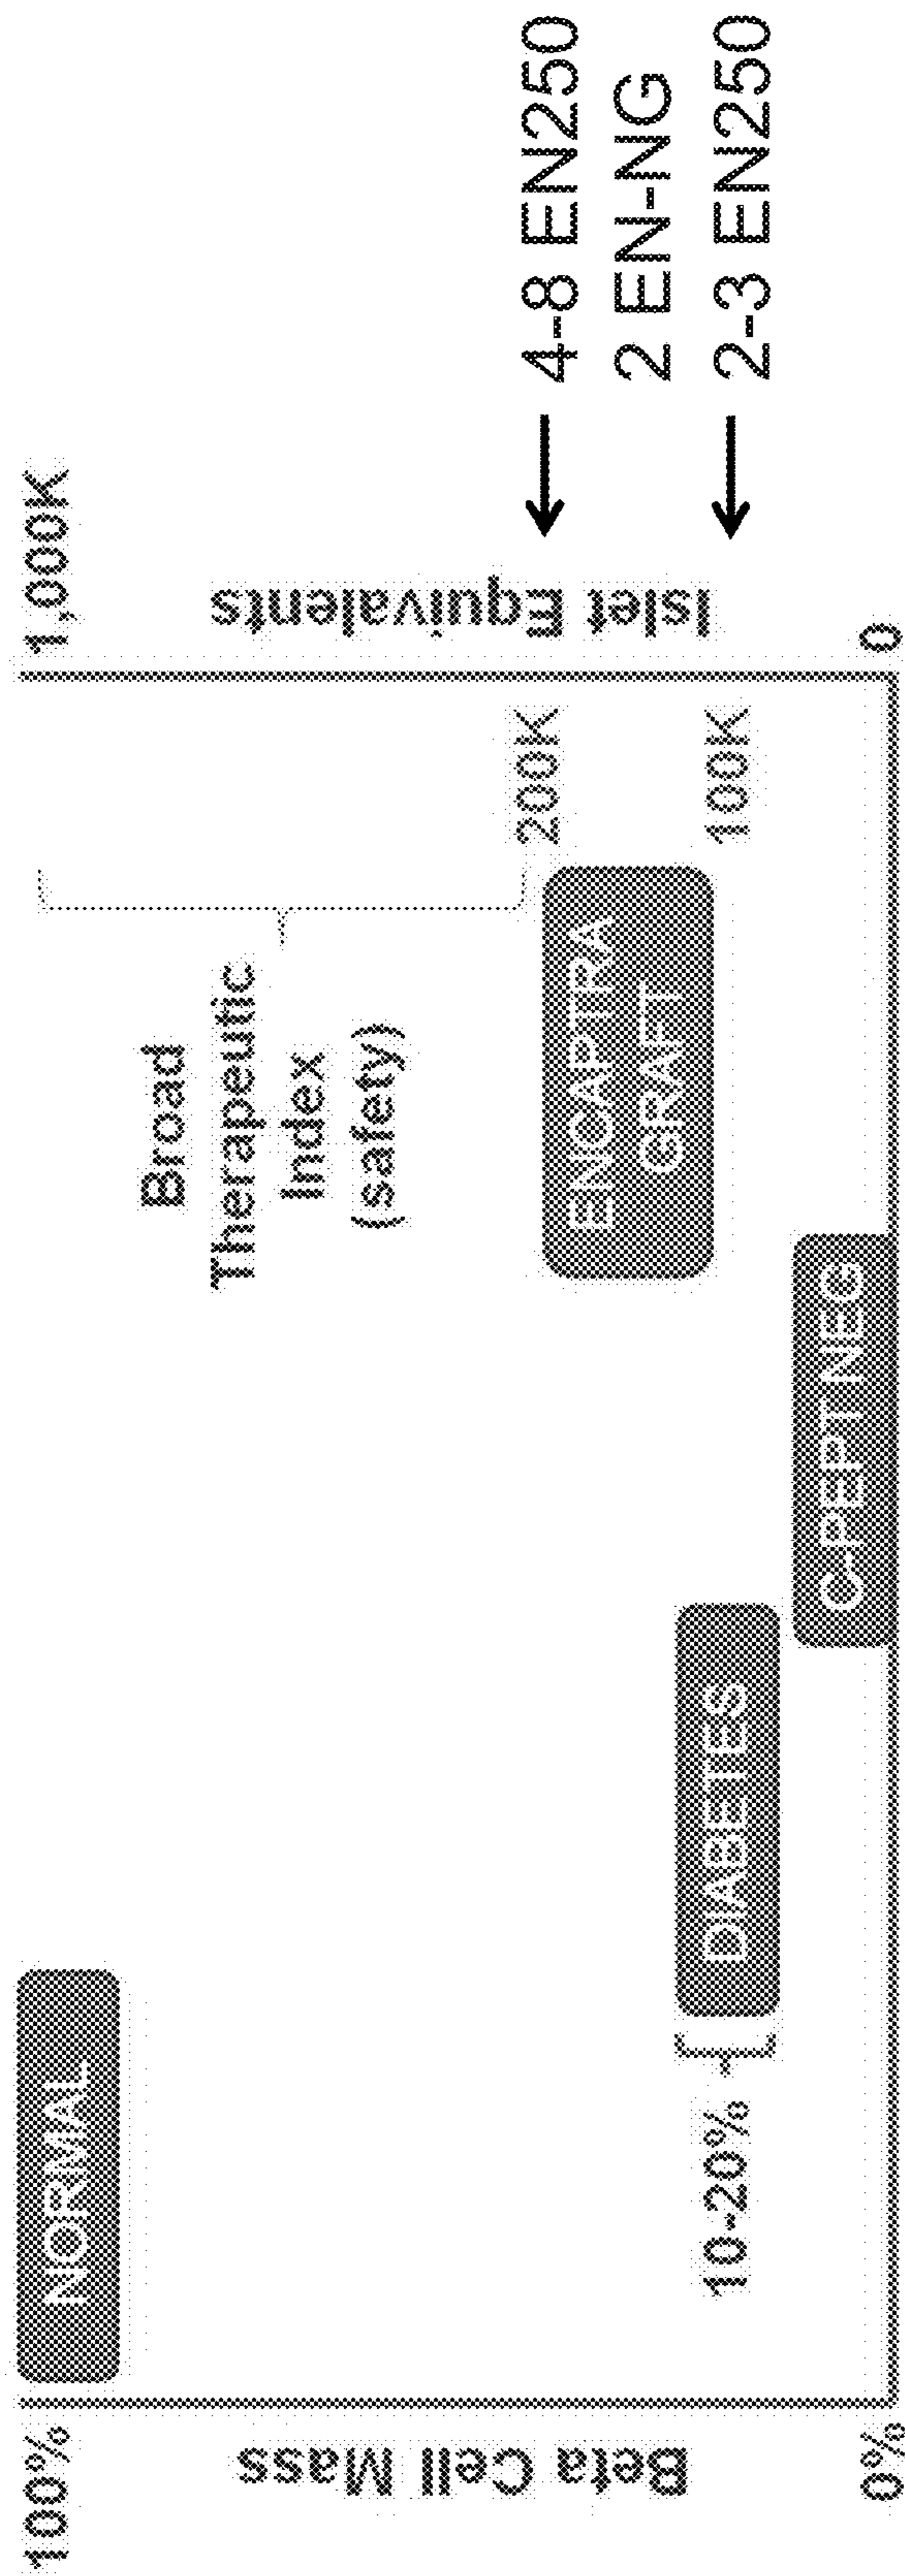 100%
Beta Cell Mass
0%
NORMAL
10-20%
DIABETES
C-PEPT NEG
Broad
Therapeutic
Index
(safety)
ENCAPTRA
GRAFT
200K
100K
1,000K
Islet Equivalents
0
4-8 EN250
2 EN-NG
2-3 EN250